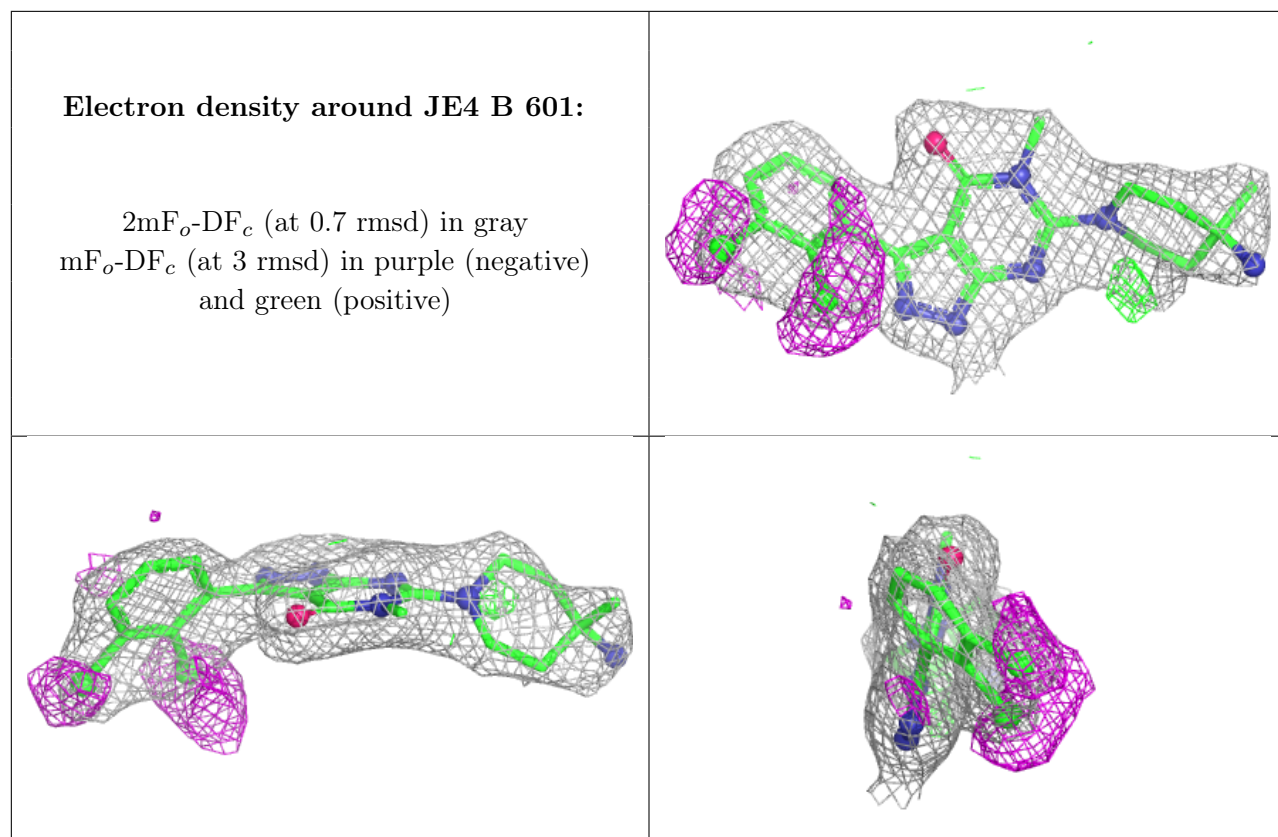 Electron density around JE4 B 601:
2mFo-DFc (at 0.7 rmsd) in gray
mFo-DFc (at 3 rmsd) in purple (negative)
and green (positive)